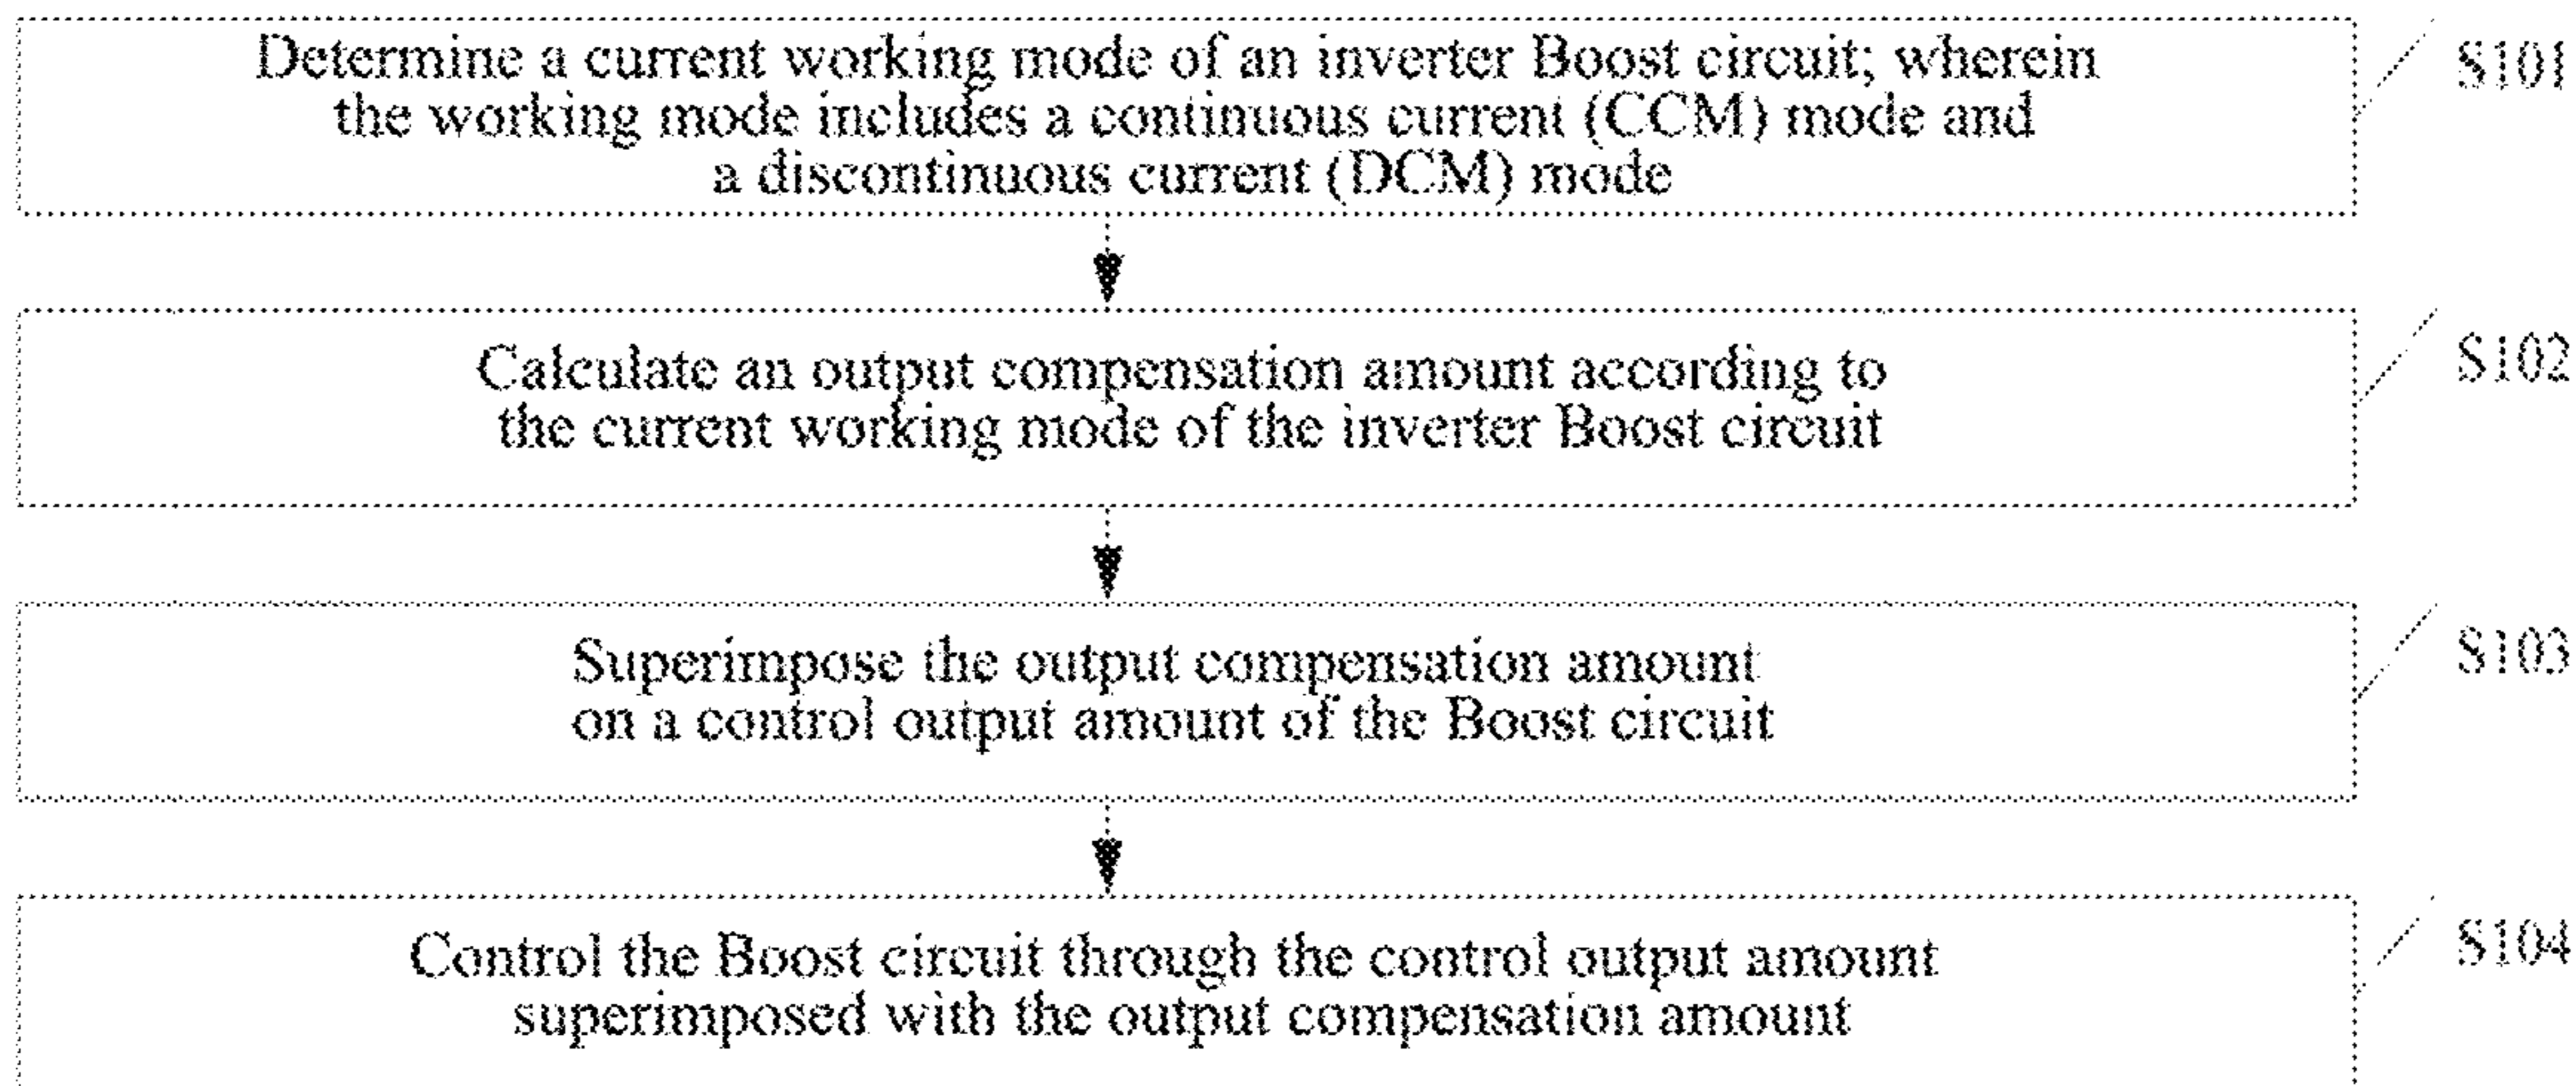 Determine a current working mode of an inverter Boost circuit; wherein
the working mode includes a continuous current (CCM) mode and
a discontinuous current (DCM) mode
S101
Calculate an output compensation amount according to
the current working mode of the inverter Boost circuit
S102
Superimpose the output compensation amount
on a control output amount of the Boost circuit
S103
Control the Boost circuit through the control output amount
superimposed with the output compensation amount
S104